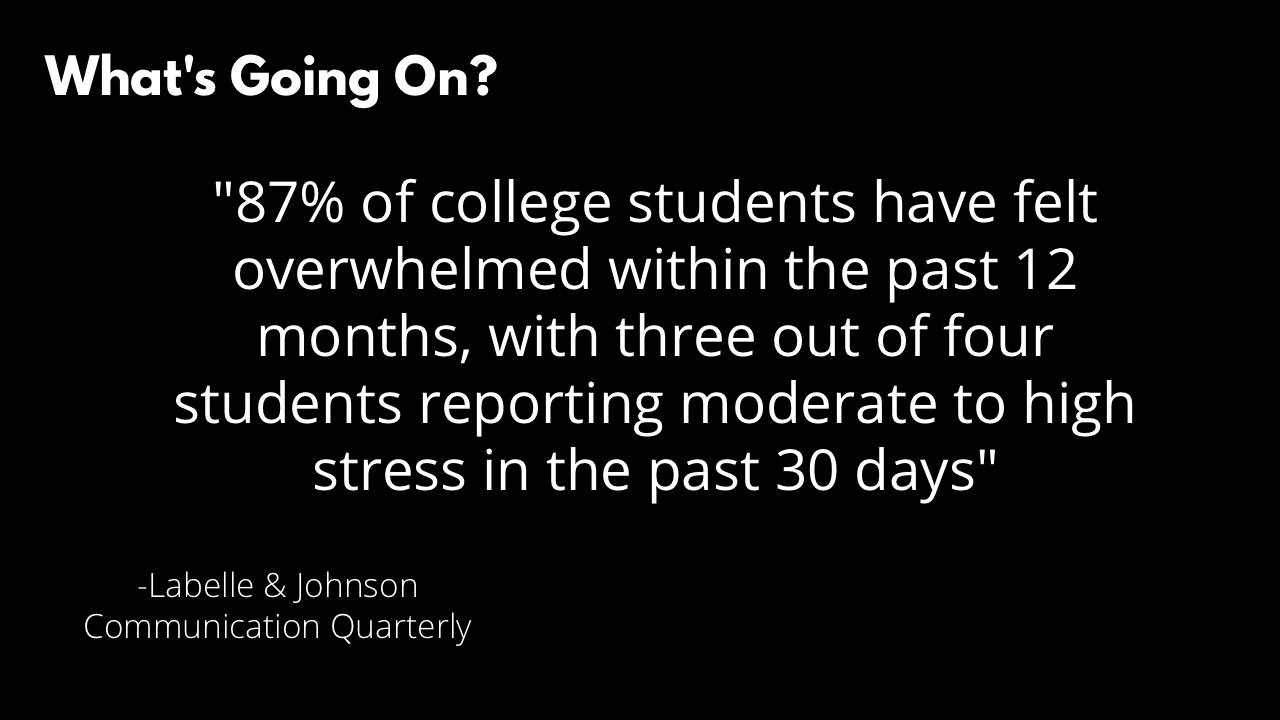 What's Going On?
"87% of college students have felt
overwhelmed within the past 12
months, with three out of four
students reporting moderate to high
stress in the past 30 days"
-Labelle & Johnson
Communication Quarterly